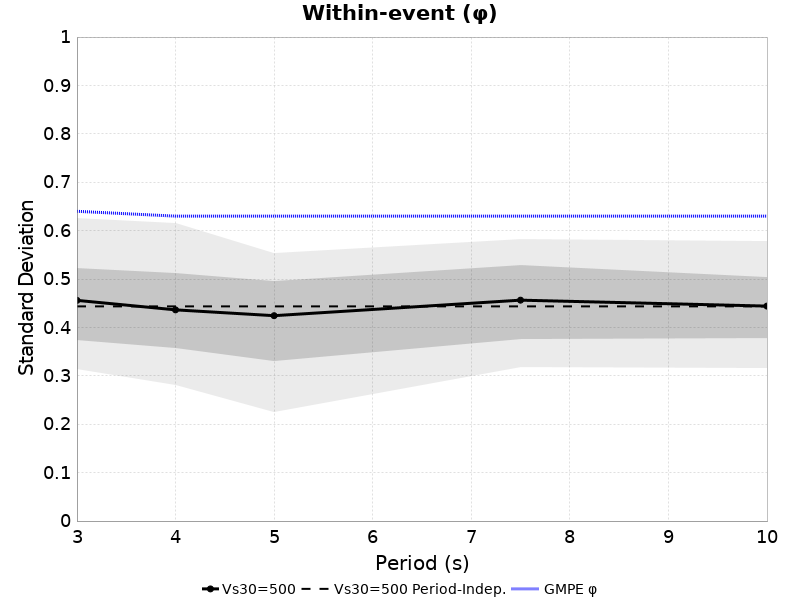 Within-event (φ)
Standard Deviation
1
0.9
0.8
0.7
0.6
0.5
0.4
0.3
0.2
0.1
0
3 4 5 6 7 8 9 10
Period (s)
Vs30=500 Vs30=500 Period-Indep. GMPE φ